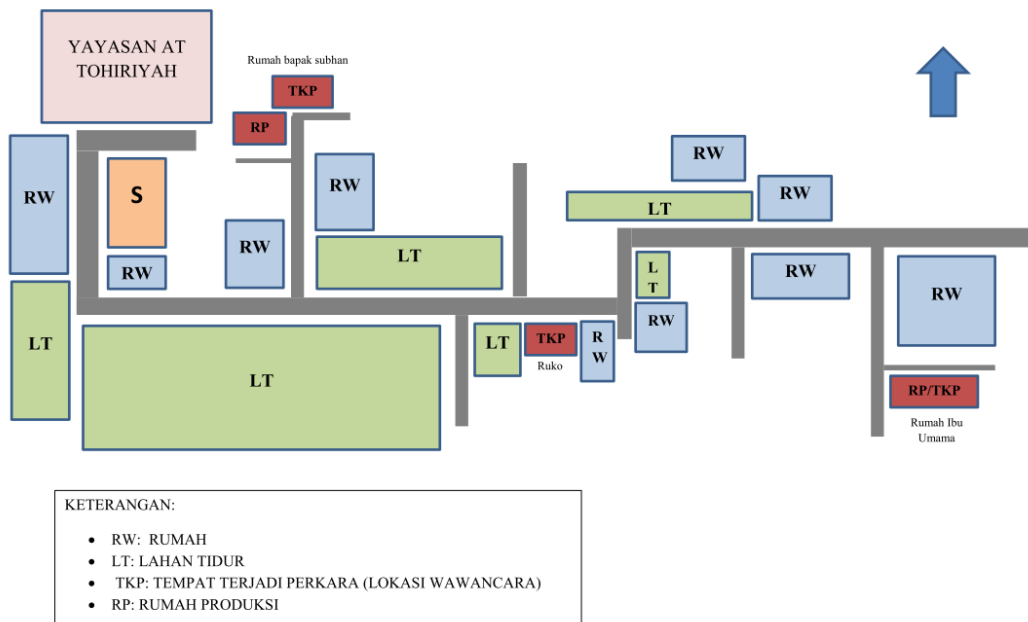 YAYASAN AT
TOHIRIYAH
Rumah bapak subhan
TKP
RP
RW
S
RW
RW
RW
LT
RW
RW
LT
LT
LT
TKP
Ruko
R
W
LT
L
T
RW
RW
RW
RP/TKP
Rumah Ibu
Umama
KETERANGAN:
• RW: RUMAH
• LT: LAHAN TIDUR
• TKP: TEMPAT TERJADI PERKARA (LOKASI WAWANCARA)
• RP: RUMAH PRODUKSI